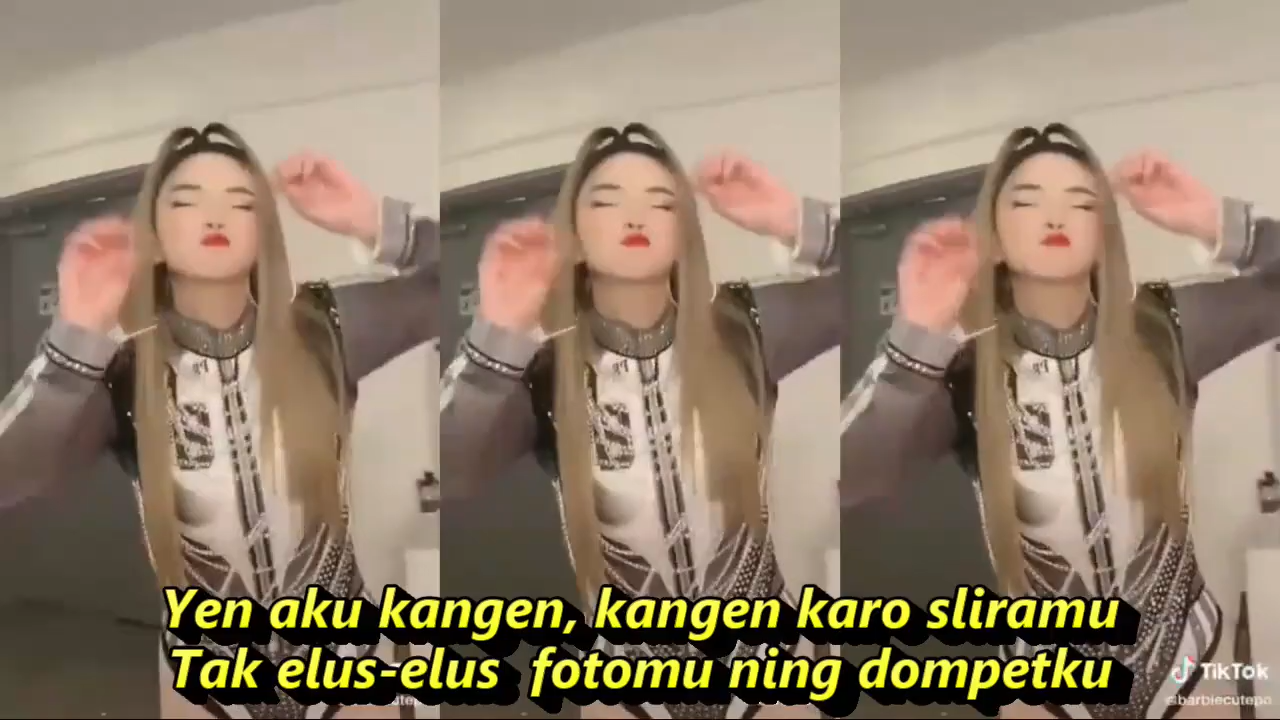 Yen aku kangen, kangen karo sliramu
Tak elus-elus fotomu ning dompetku
TikTok
@barbiecutepo